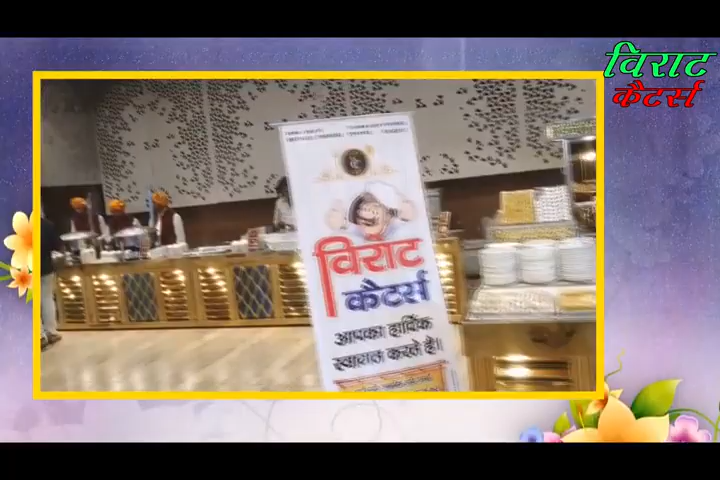 विराट
कैटर्स
विराट
कैटर्स
आपका हार्दिक
स्वागत करते है।